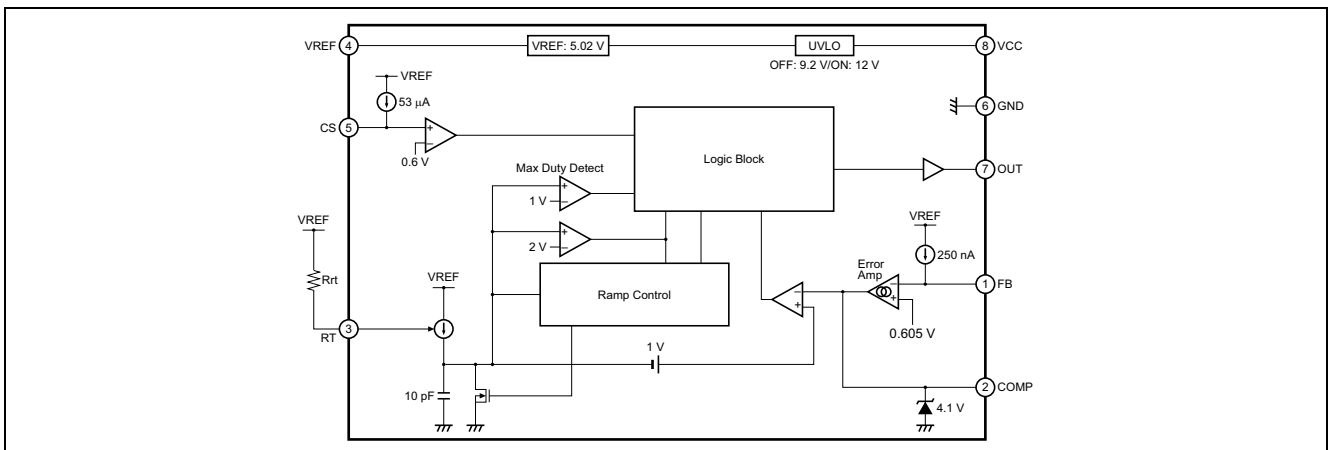 VREF 4 VREF: 5.02 V UVLO 8 VCC
OFF: 9.2 V/ON: 12 V
VREF
53 μA
6 GND
CS 5 + −
0.6 V
Logic Block
Max Duty Detect
7 OUT
+
1 V −
VREF
VREF
+
2 V −
250 nA
Error
Amp
Rrt
VREF
Ramp Control
− +
− +
1 FB
0.605 V
3
RT
1 V
10 pF
2 COMP
4.1 V